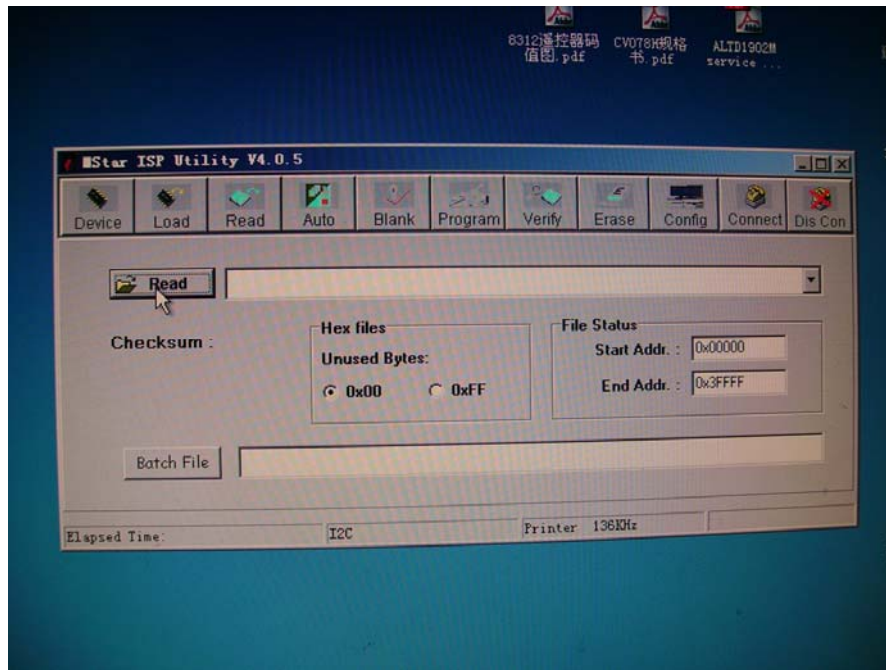 8312遥控器码
值图.pdf
CV078H规格
书.pdf
ALTD1902M
service ...
MStar ISP Utility V4.0.5
Device Load Read Auto Blank Program Verify Erase Config Connect Dis Con
Read
Checksum :
Hex files
Unused Bytes:
0x00 0xFF
File Status
Start Addr. : 0x00000
End Addr. : 0x3FFFF
Batch File
Elapsed Time: I2C Printer 136KHz